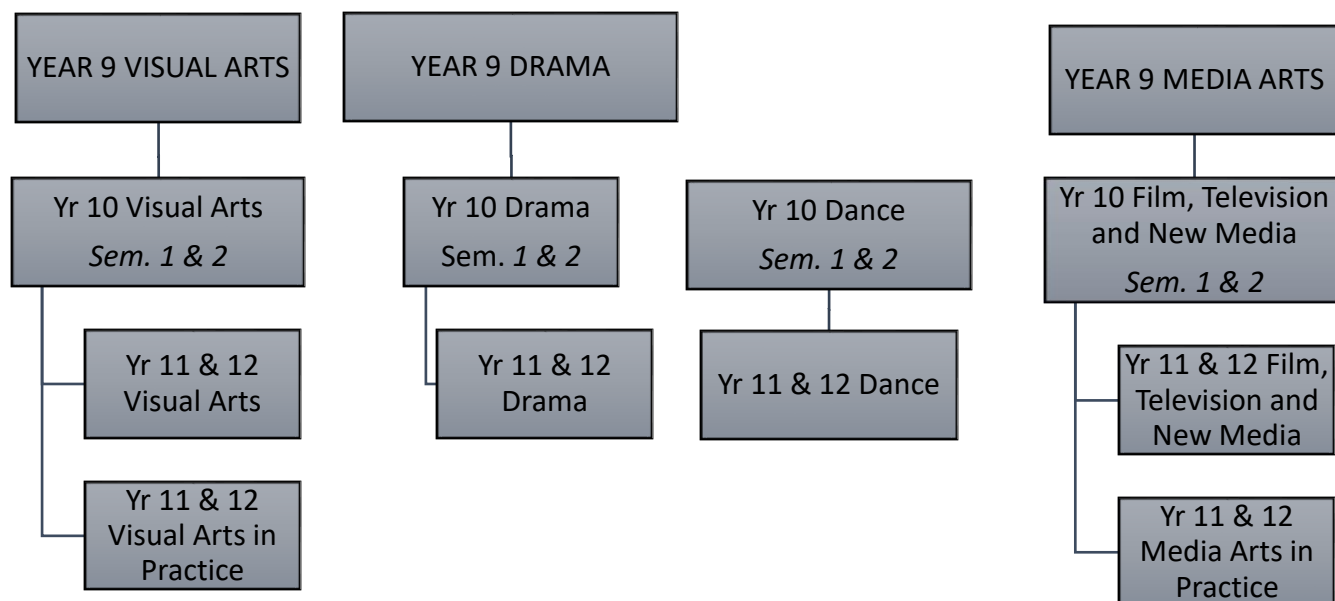 YEAR 9 VISUAL ARTS
Yr 10 Visual Arts
Sem. 1 & 2
Yr 11 & 12
Visual Arts
Yr 11 & 12
Visual Arts in
Practice
YEAR 9 DRAMA
Yr 10 Drama
Sem. 1 & 2
Yr 11 & 12
Drama
Yr 10 Dance
Sem. 1 & 2
Yr 11 & 12 Dance
YEAR 9 MEDIA ARTS
Yr 10 Film, Television
and New Media
Sem. 1 & 2
Yr 11 & 12 Film,
Television and
New Media
Yr 11 & 12
Media Arts in
Practice